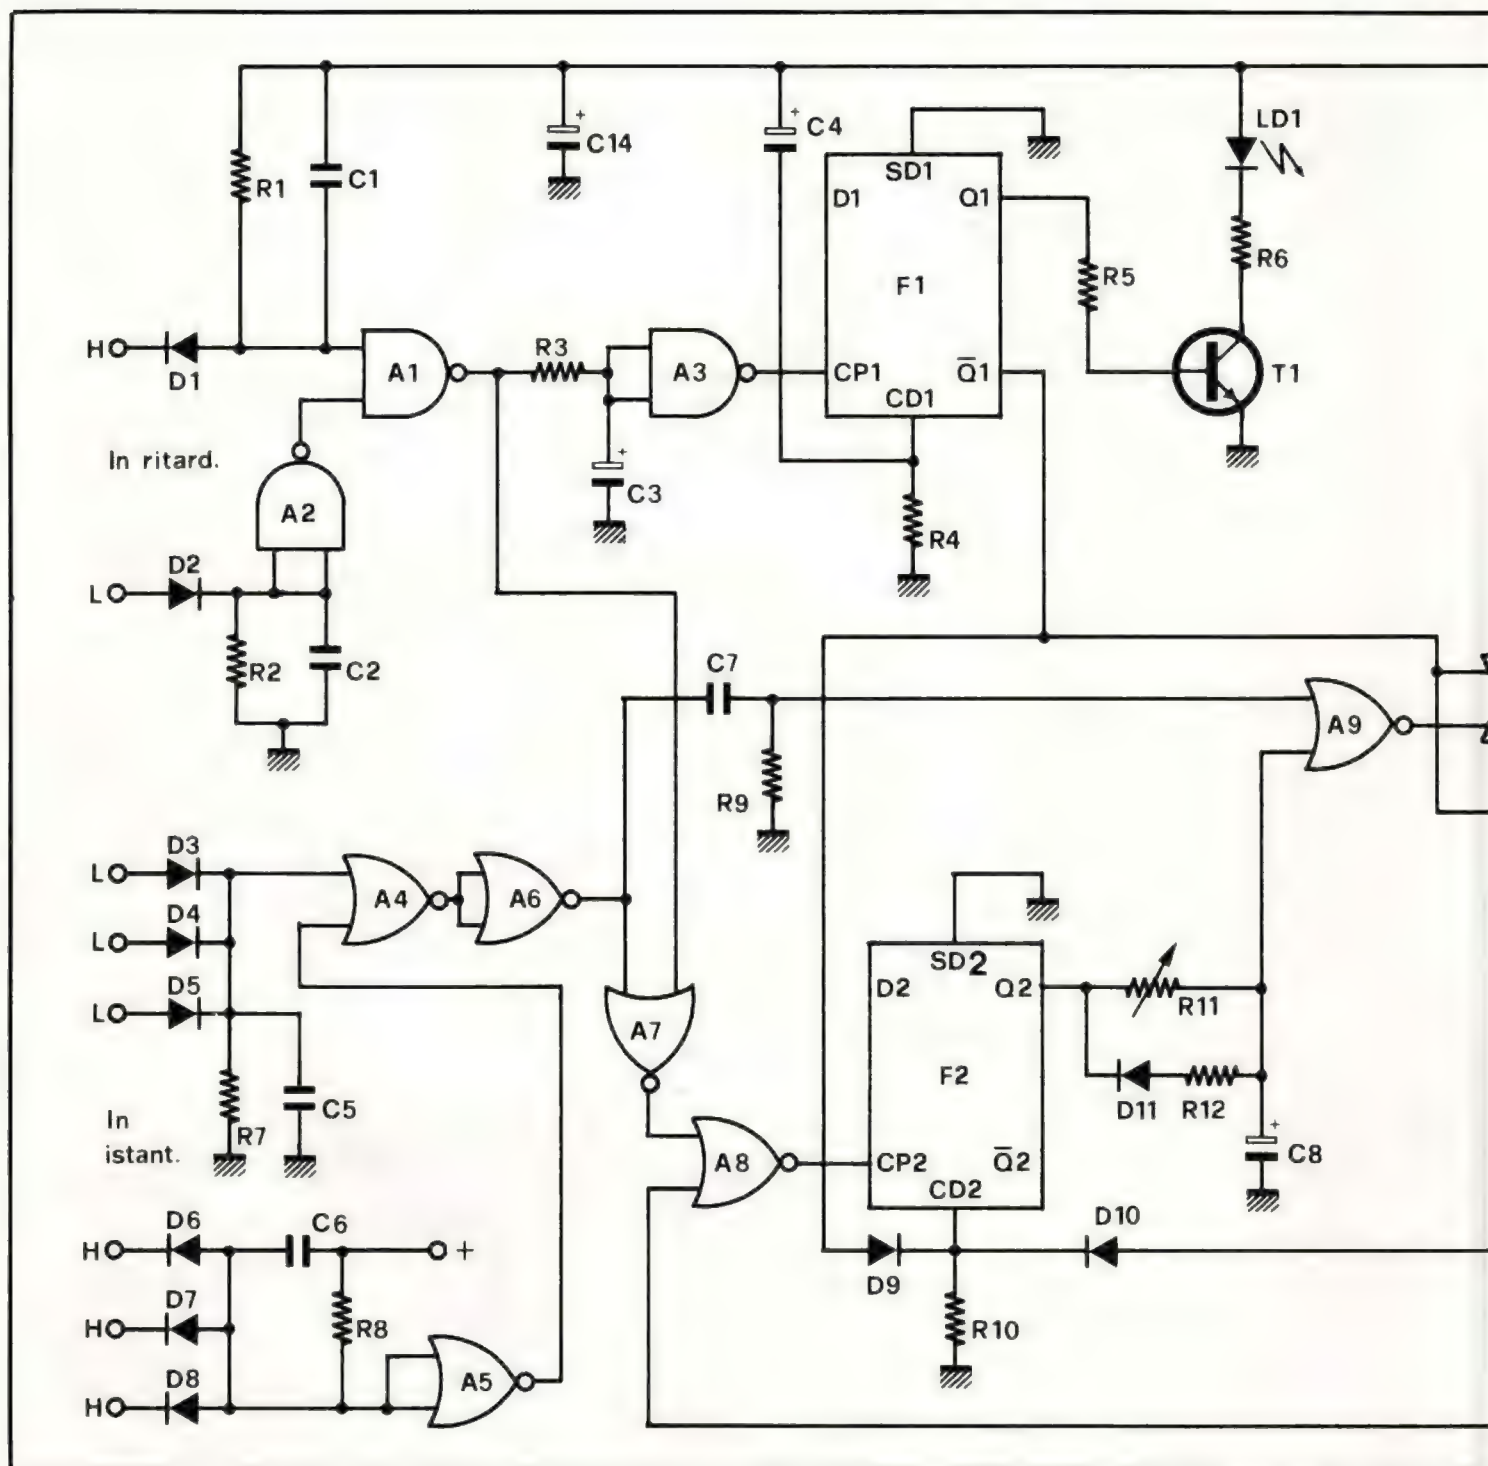 LD1
C4
C14
SD1
D1
Q1
R1
C1
R6
F1
R5
H
D1
A1
R3
A3
CP1
Q̅1
T1
CD1
In ritard.
C3
A2
R4
D2
L
R2
C2
C7
A9
R9
D3
L
A4
A6
D4
L
SD2
D2
Q2
D5
L
R11
A7
F2
D11
R12
C5
In
istant.
R7
C8
A8
CP2
Q̅2
CD2
D6
H
C6
+
D10
D9
D7
H
R8
R10
D8
H
A5
+
+
+
+